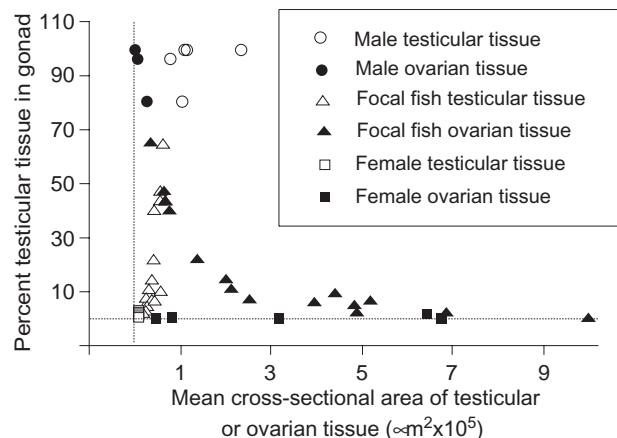 Percent testicular tissue in gonad
110
90
70
50
30
10
1
3
5
7
9
Mean cross-sectional area of testicular
or ovarian tissue (∝m²x10⁵)
Male testicular tissue
Male ovarian tissue
Focal fish testicular tissue
Focal fish ovarian tissue
Female testicular tissue
Female ovarian tissue